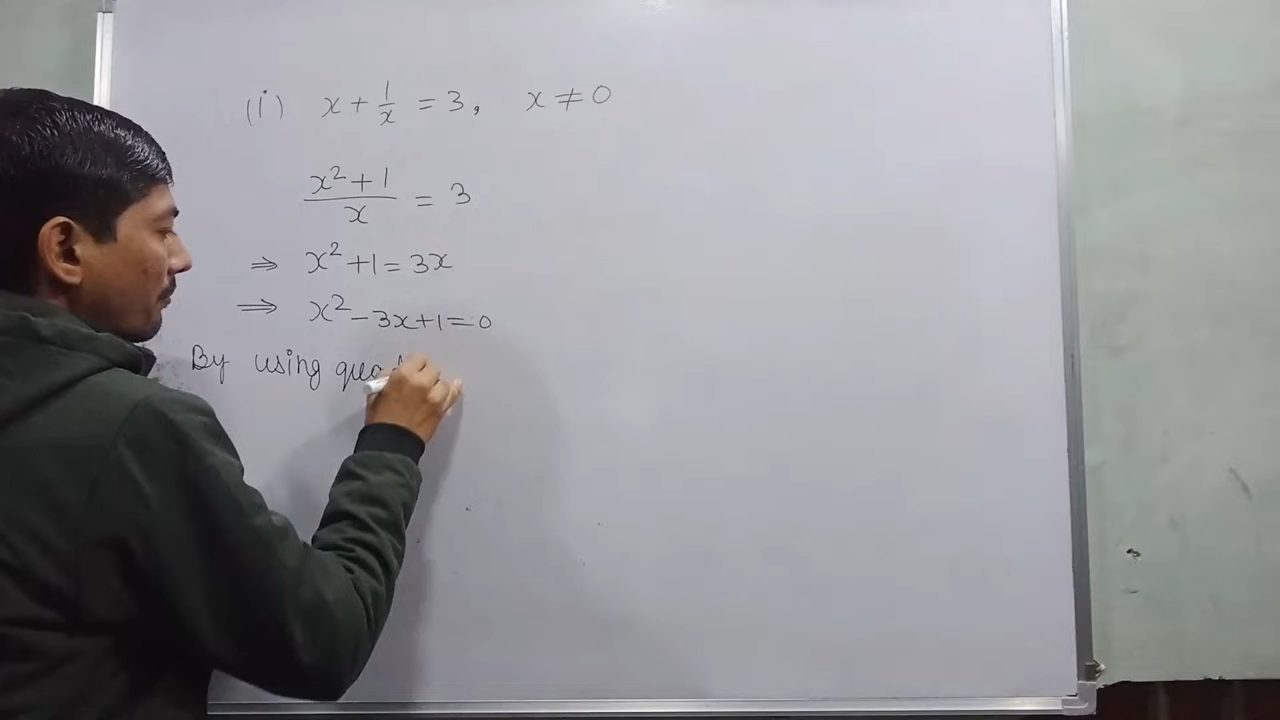 (i) x + 1/x = 3, x ≠ 0
(x² + 1)/x = 3
⇒ x² + 1 = 3x
⇒ x² - 3x + 1 = 0
By using